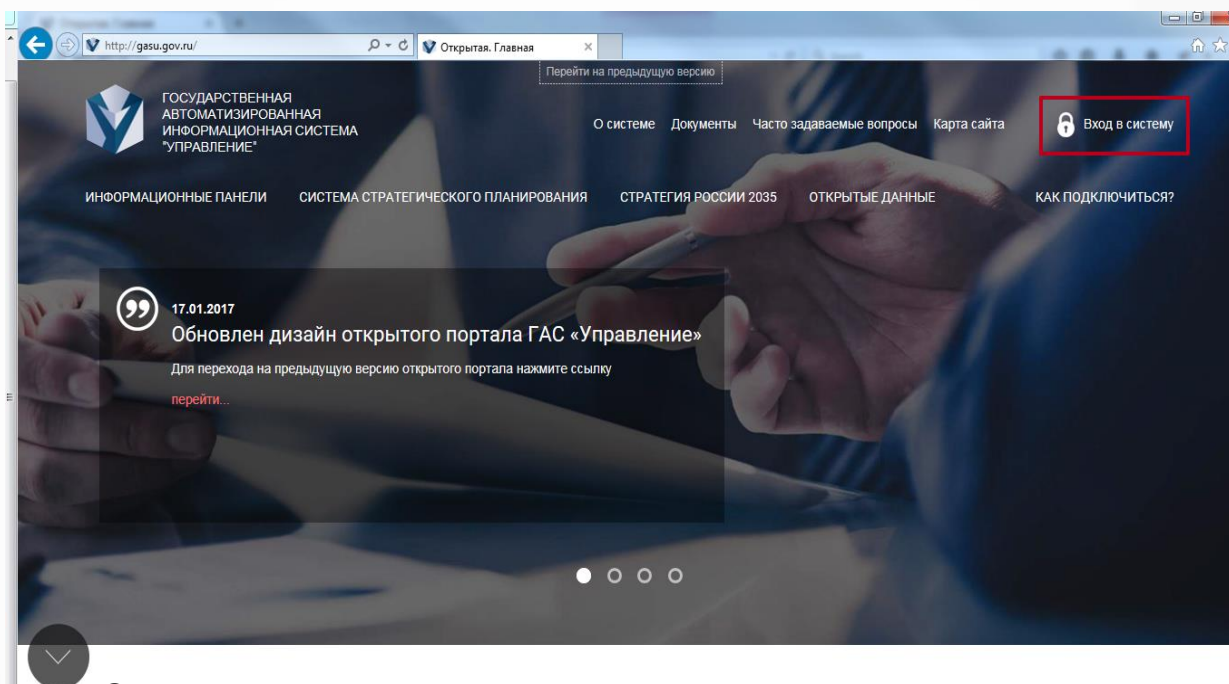 http://gasu.gov.ru/
Открытая. Главная
Перейти на предыдущую версию
ГОСУДАРСТВЕННАЯ
АВТОМАТИЗИРОВАННАЯ
ИНФОРМАЦИОННАЯ СИСТЕМА
"УПРАВЛЕНИЕ"
О системе Документы Часто задаваемые вопросы Карта сайта Вход в систему
ИНФОРМАЦИОННЫЕ ПАНЕЛИ СИСТЕМА СТРАТЕГИЧЕСКОГО ПЛАНИРОВАНИЯ СТРАТЕГИЯ РОССИИ 2035 ОТКРЫТЫЕ ДАННЫЕ КАК ПОДКЛЮЧИТЬСЯ?
17.01.2017
Обновлен дизайн открытого портала ГАС «Управление»
Для перехода на предыдущую версию открытого портала нажмите ссылку
перейти...